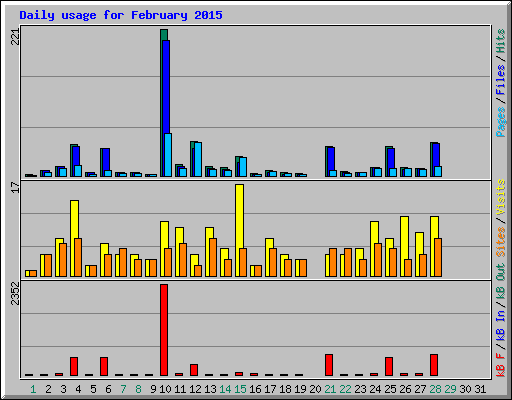 Daily usage for February 2015
221
Pages / Files / Hits
17
Sites / Visits
2352
kB F / kB In / kB Out
1 2 3 4 5 6 7 8 9 10 11 12 13 14 15 16 17 18 19 20 21 22 23 24 25 26 27 28 29 30 31